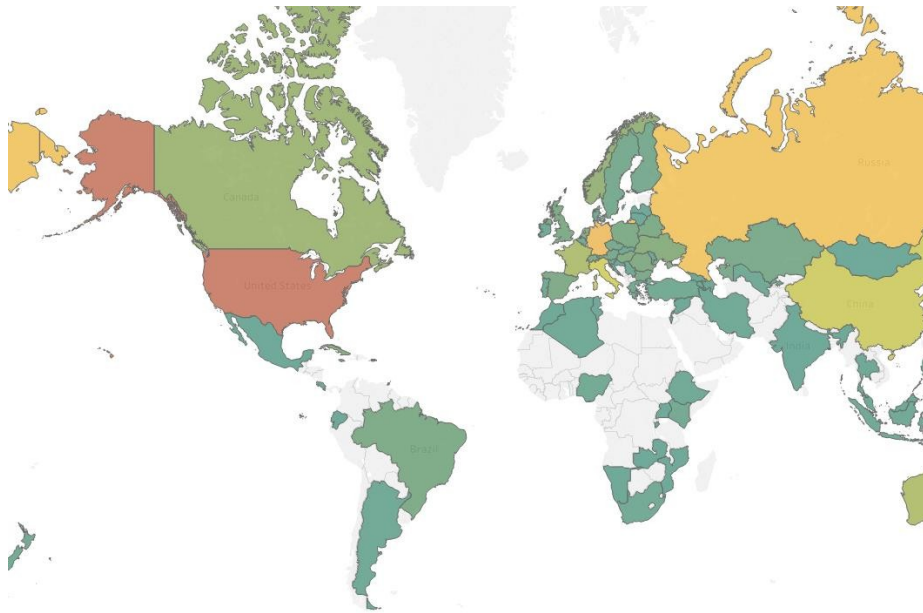 Canada
Russia
United States
China
India
Brazil